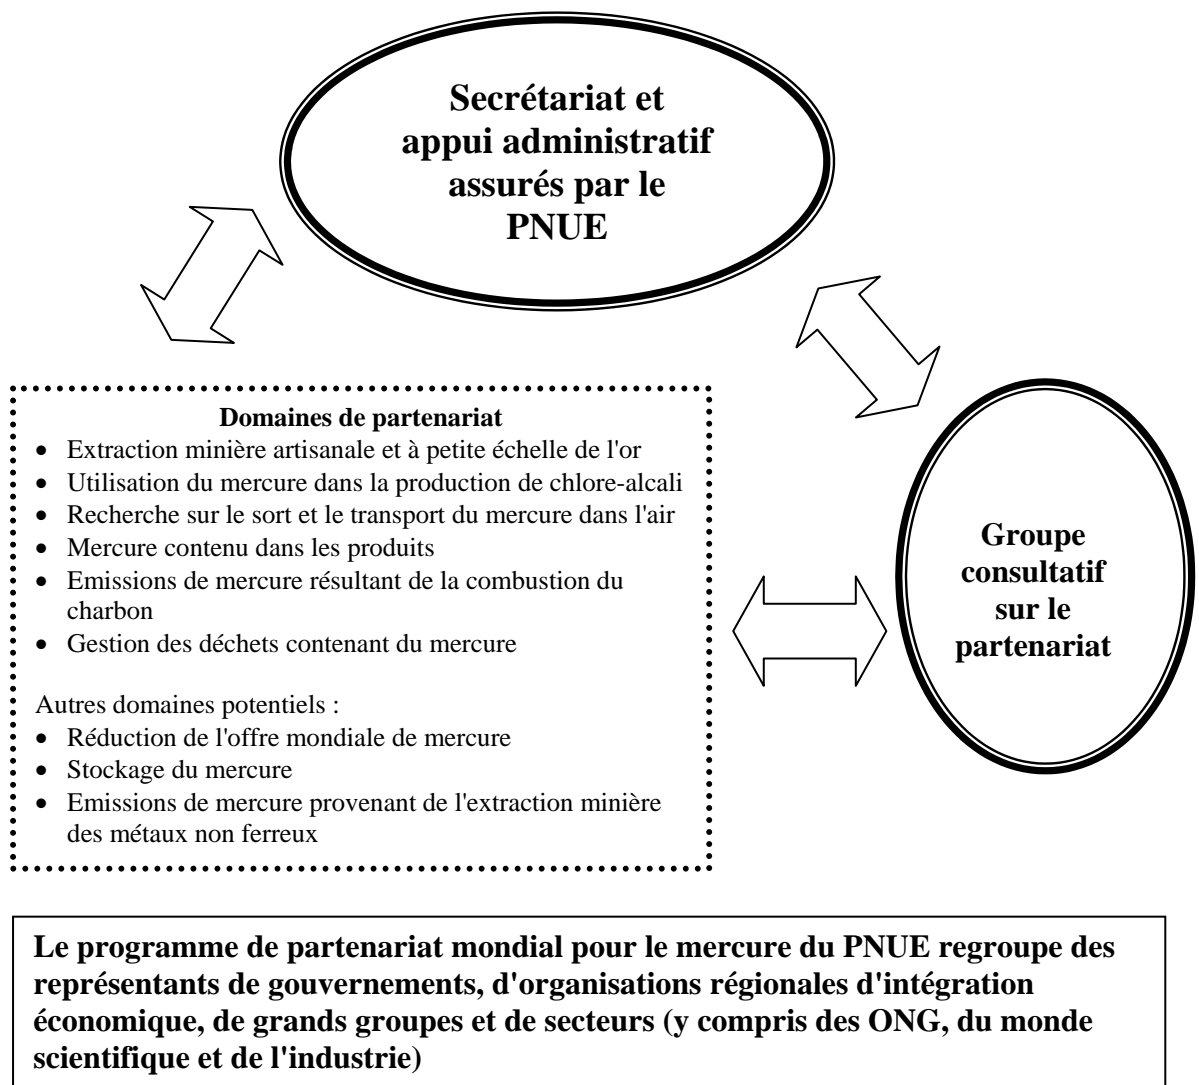 Secrétariat et
appui administratif
assurés par le
PNUE
Domaines de partenariat
• Extraction minière artisanale et à petite échelle de l'or
• Utilisation du mercure dans la production de chlore-alcali
• Recherche sur le sort et le transport du mercure dans l'air
• Mercure contenu dans les produits
• Emissions de mercure résultant de la combustion du
charbon
• Gestion des déchets contenant du mercure
Autres domaines potentiels :
• Réduction de l'offre mondiale de mercure
• Stockage du mercure
• Emissions de mercure provenant de l'extraction minière
des métaux non ferreux
Groupe
consultatif
sur le
partenariat
Le programme de partenariat mondial pour le mercure du PNUE regroupe des
représentants de gouvernements, d'organisations régionales d'intégration
économique, de grands groupes et de secteurs (y compris des ONG, du monde
scientifique et de l'industrie)